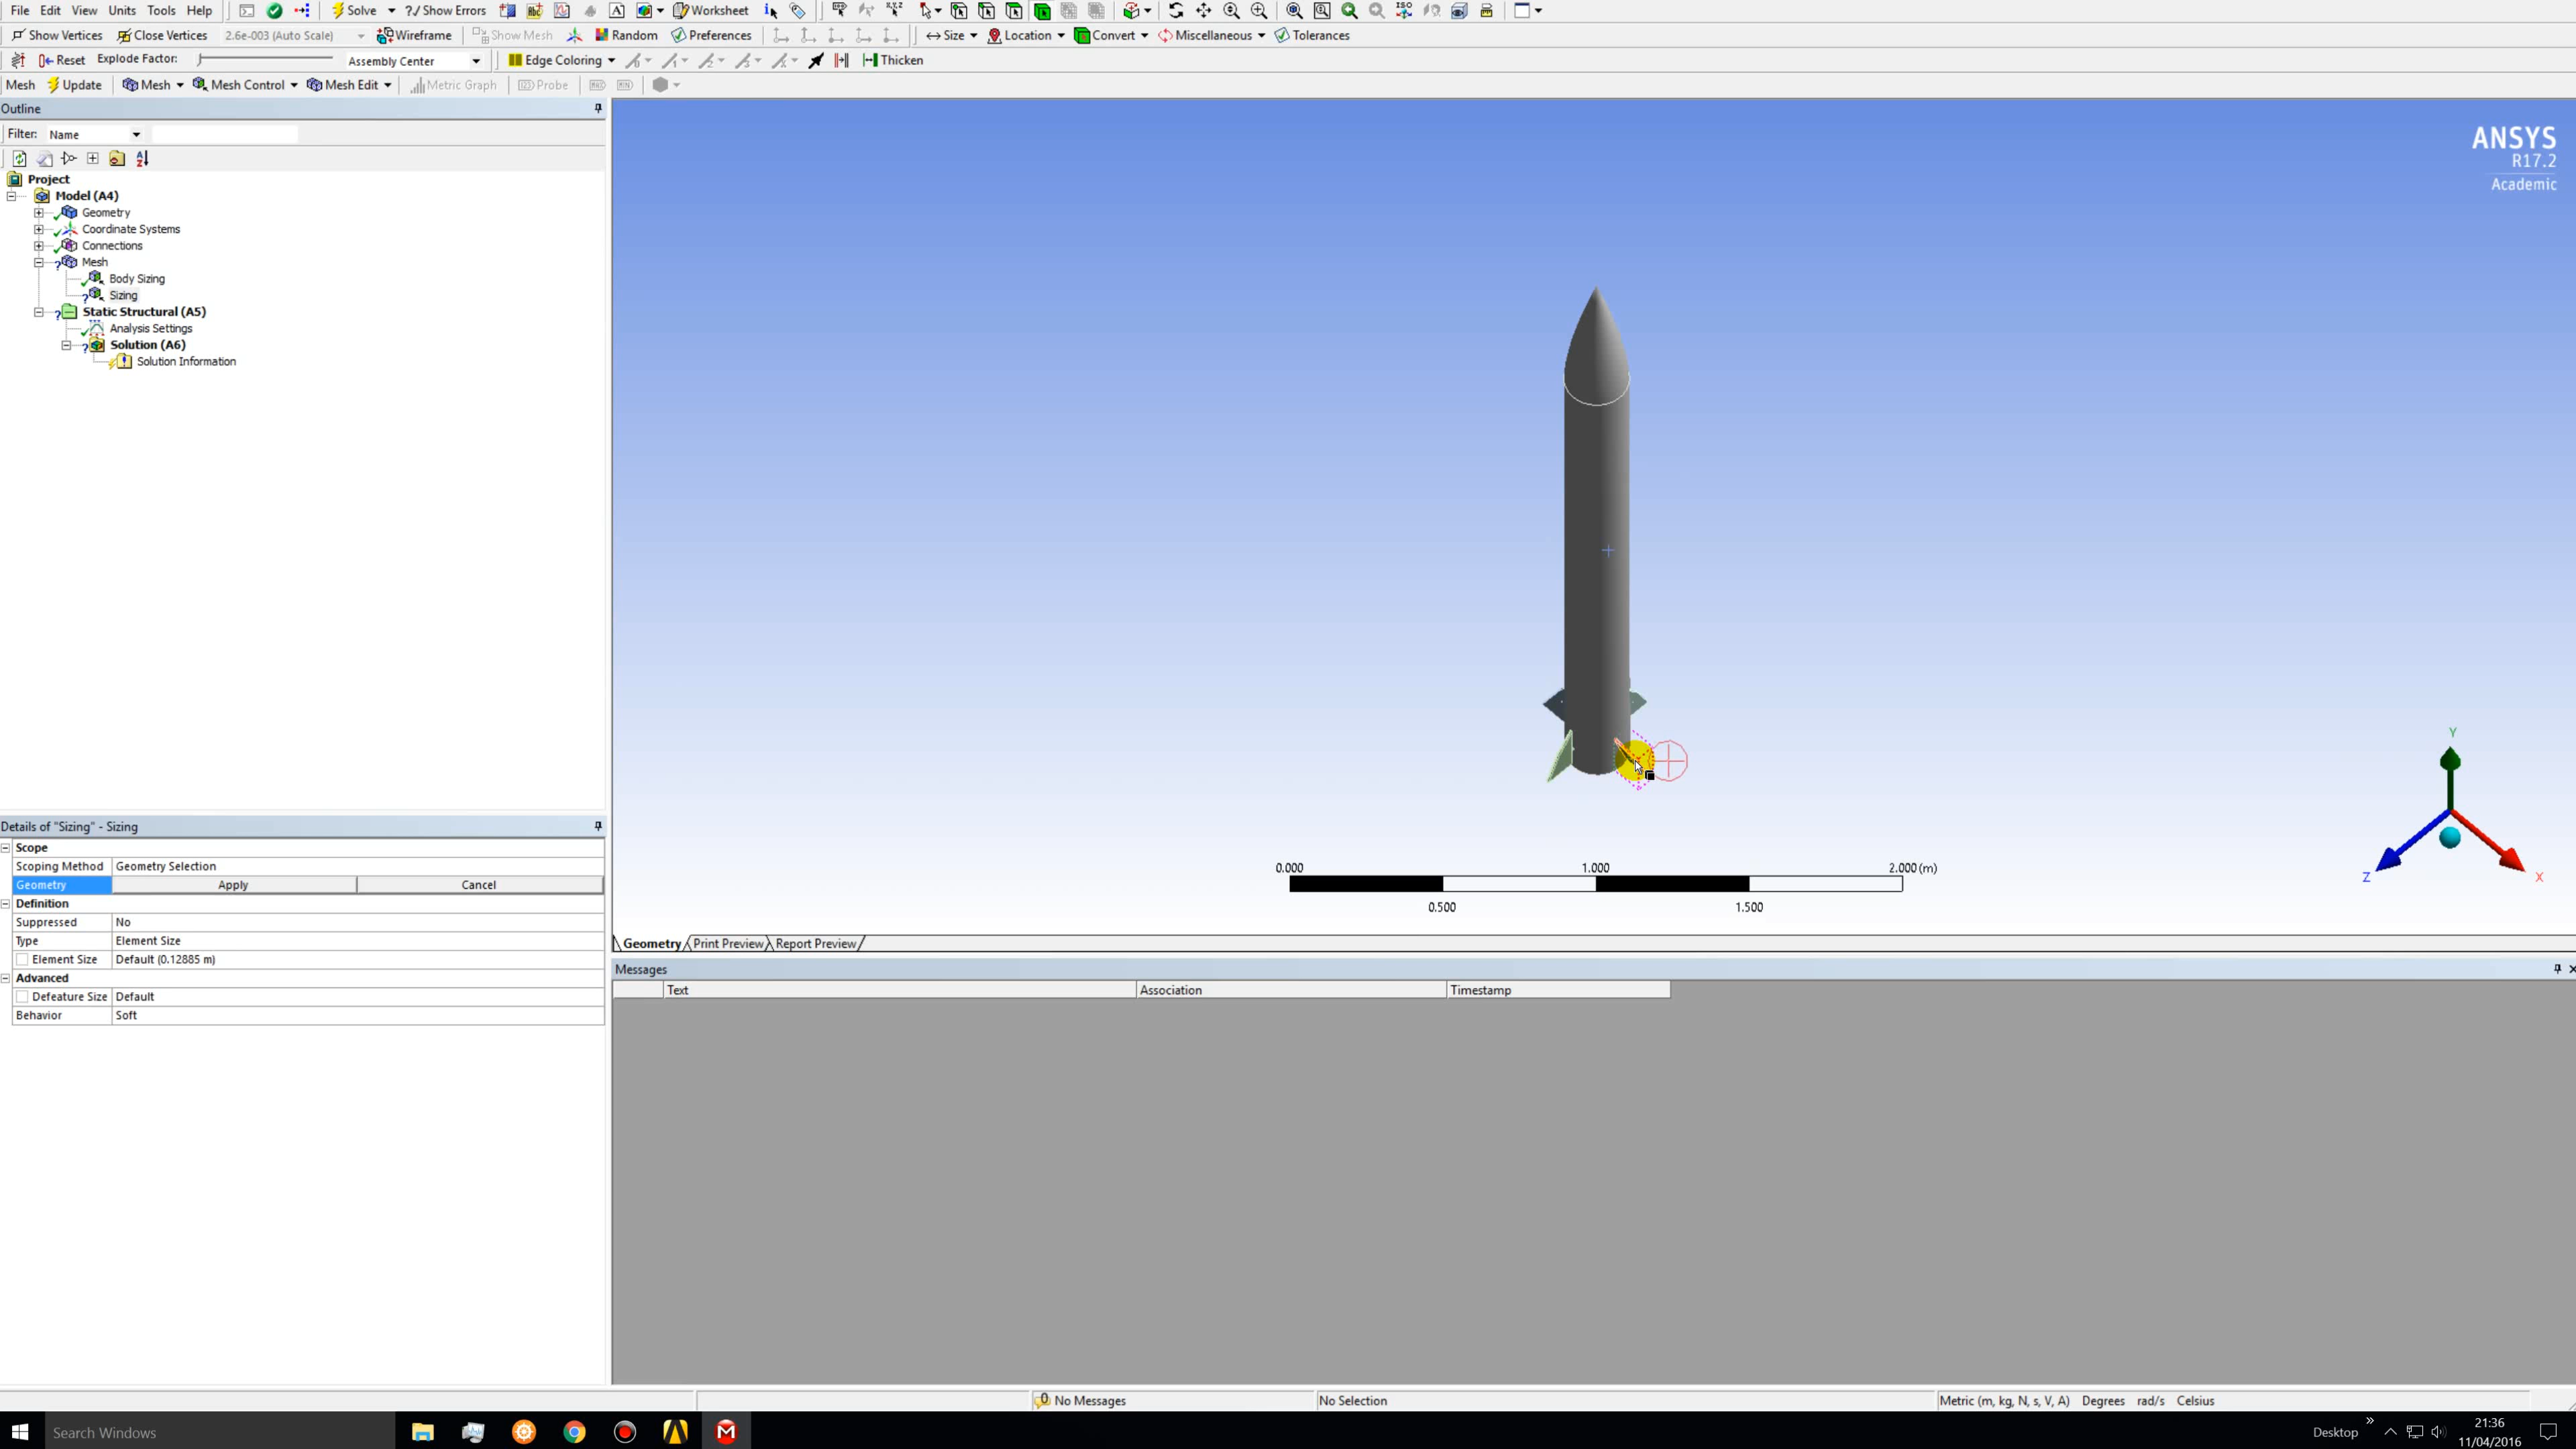 File Edit View Units Tools Help Solve ?/ Show Errors Worksheet
Show Vertices Close Vertices 2.6e-003 (Auto Scale) Wireframe Show Mesh Random Preferences Size Location Convert Miscellaneous Tolerances
Reset Explode Factor: Assembly Center Edge Coloring Thicken
Mesh Update Mesh Mesh Control Mesh Edit Metric Graph Probe
Outline
Filter: Name
Project
Model (A4)
Geometry
Coordinate Systems
Connections
Mesh
Body Sizing
Sizing
Static Structural (A5)
Analysis Settings
Solution (A6)
Solution Information
ANSYS
R17.2
Academic
Y
Z
X
0.000 1.000 2.000 (m)
0.500 1.500
Details of "Sizing" - Sizing
Scope
Scoping Method Geometry Selection
Geometry Apply Cancel
Definition
Suppressed No
Type Element Size
Element Size Default (0.12885 m)
Advanced
Defeature Size Default
Behavior Soft
Geometry Print Preview Report Preview
Messages
Text Association Timestamp
No Messages No Selection Metric (m, kg, N, s, V, A) Degrees rad/s Celsius
Search Windows
Desktop
21:36
11/04/2016